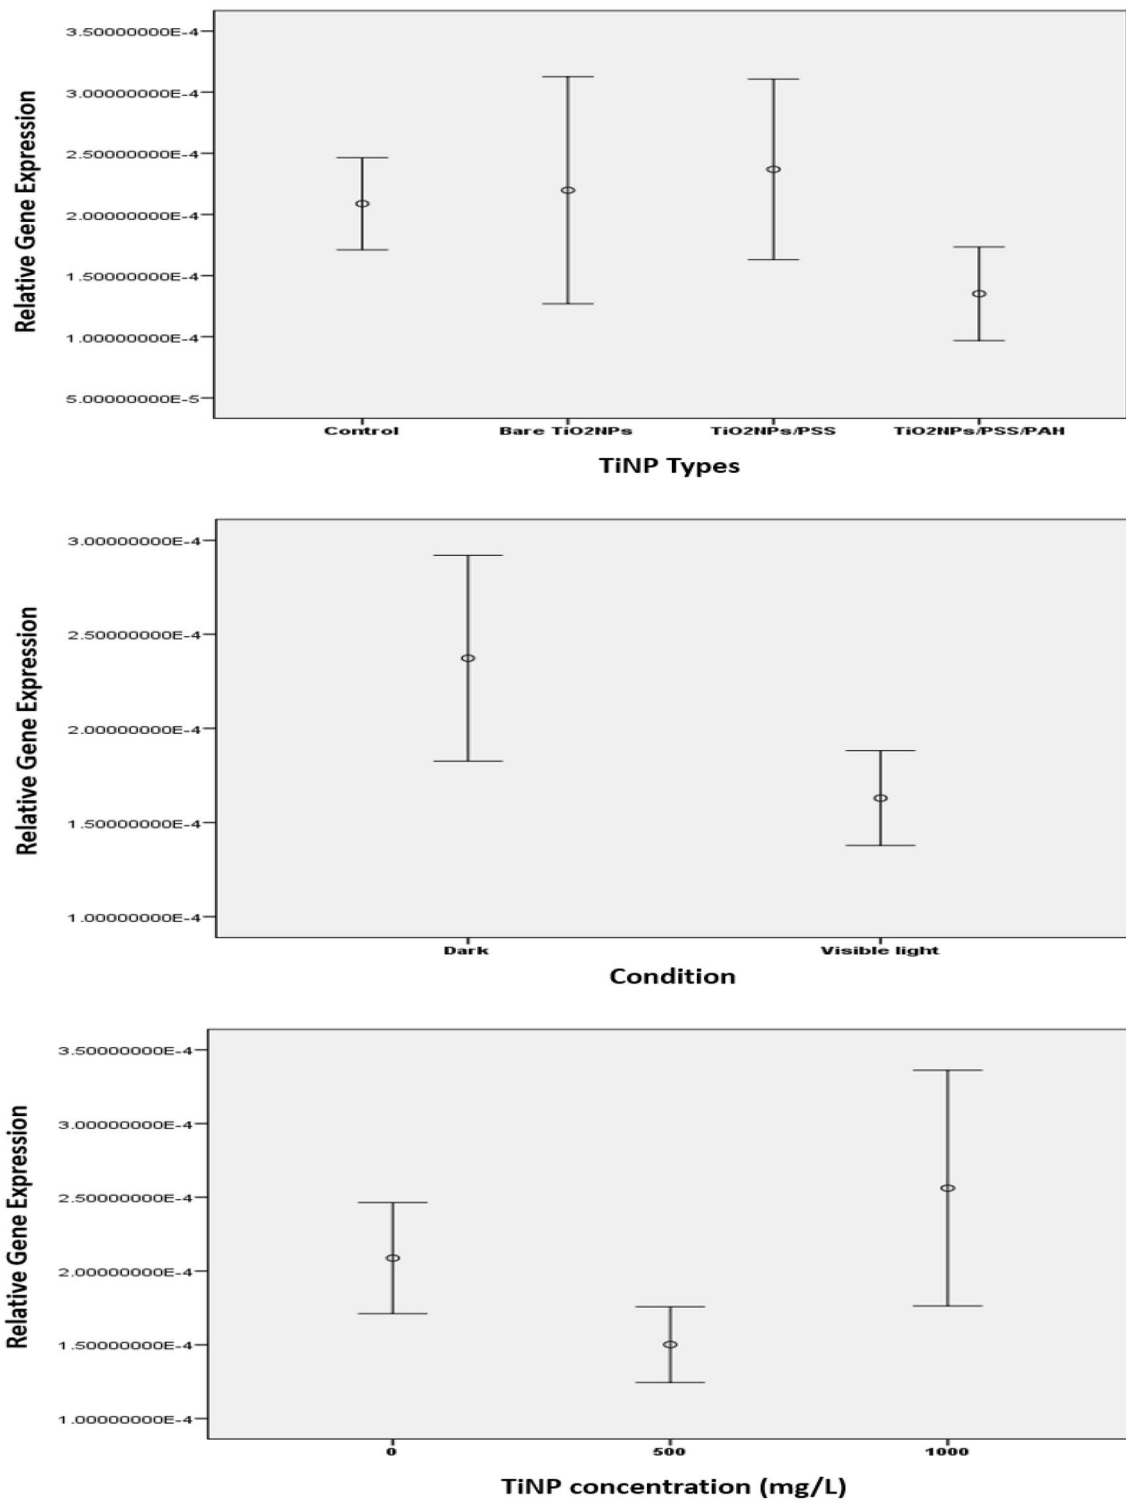 Relative Gene Expression
3.50000000E-4
3.00000000E-4
2.50000000E-4
2.00000000E-4
1.50000000E-4
1.00000000E-4
5.00000000E-5
Control Bare TiO2NPs TiO2NPs/PSS TiO2NPs/PSS/PAH
TiNP Types
Relative Gene Expression
3.00000000E-4
2.50000000E-4
2.00000000E-4
1.50000000E-4
1.00000000E-4
Dark Visible light
Condition
Relative Gene Expression
3.50000000E-4
3.00000000E-4
2.50000000E-4
2.00000000E-4
1.50000000E-4
1.00000000E-4
0 500 1000
TiNP concentration (mg/L)